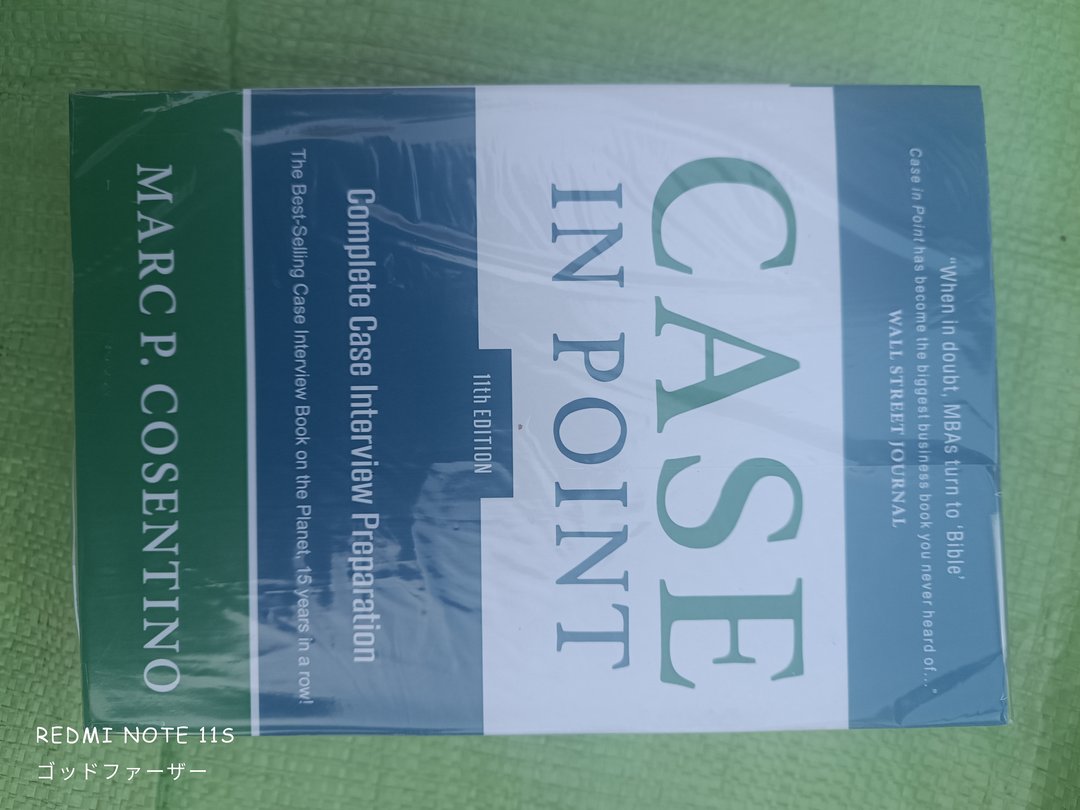 "When in doubt, MBAs turn to 'Bible'
Case in Point has become the biggest business book you never heard of..."
WALL STREET JOURNAL
CASE
IN POINT
11th EDITION
Complete Case Interview Preparation
The Best-Selling Case Interview Book on the Planet, 15 years in a row!
MARC P. COSENTINO
REDMI NOTE 11S
ゴッドファーザー